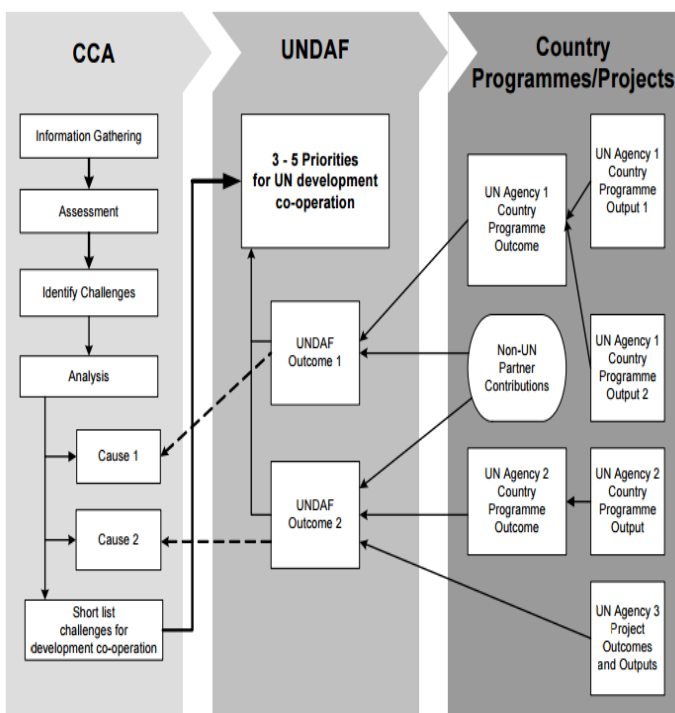 CCA
Information Gathering
Assessment
Identify Challenges
Analysis
Cause 1
Cause 2
Short list
challenges for
development co-operation
UNDAF
3 - 5 Priorities
for UN development
co-operation
UNDAF
Outcome 1
UNDAF
Outcome 2
Country
Programmes/Projects
UN Agency 1
Country
Programme
Outcome
Non-UN
Partner
Contributions
UN Agency 2
Country
Programme
Outcome
UN Agency 1
Country
Programme
Output 1
UN Agency 1
Country
Programme
Output 2
UN Agency 2
Country
Programme
Output
UN Agency 3
Project
Outcomes
and Outputs